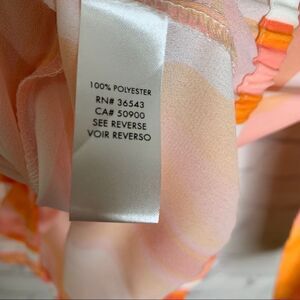 100% POLYESTER
RN# 36543
CA# 50900
SEE REVERSE
VOIR REVERSO